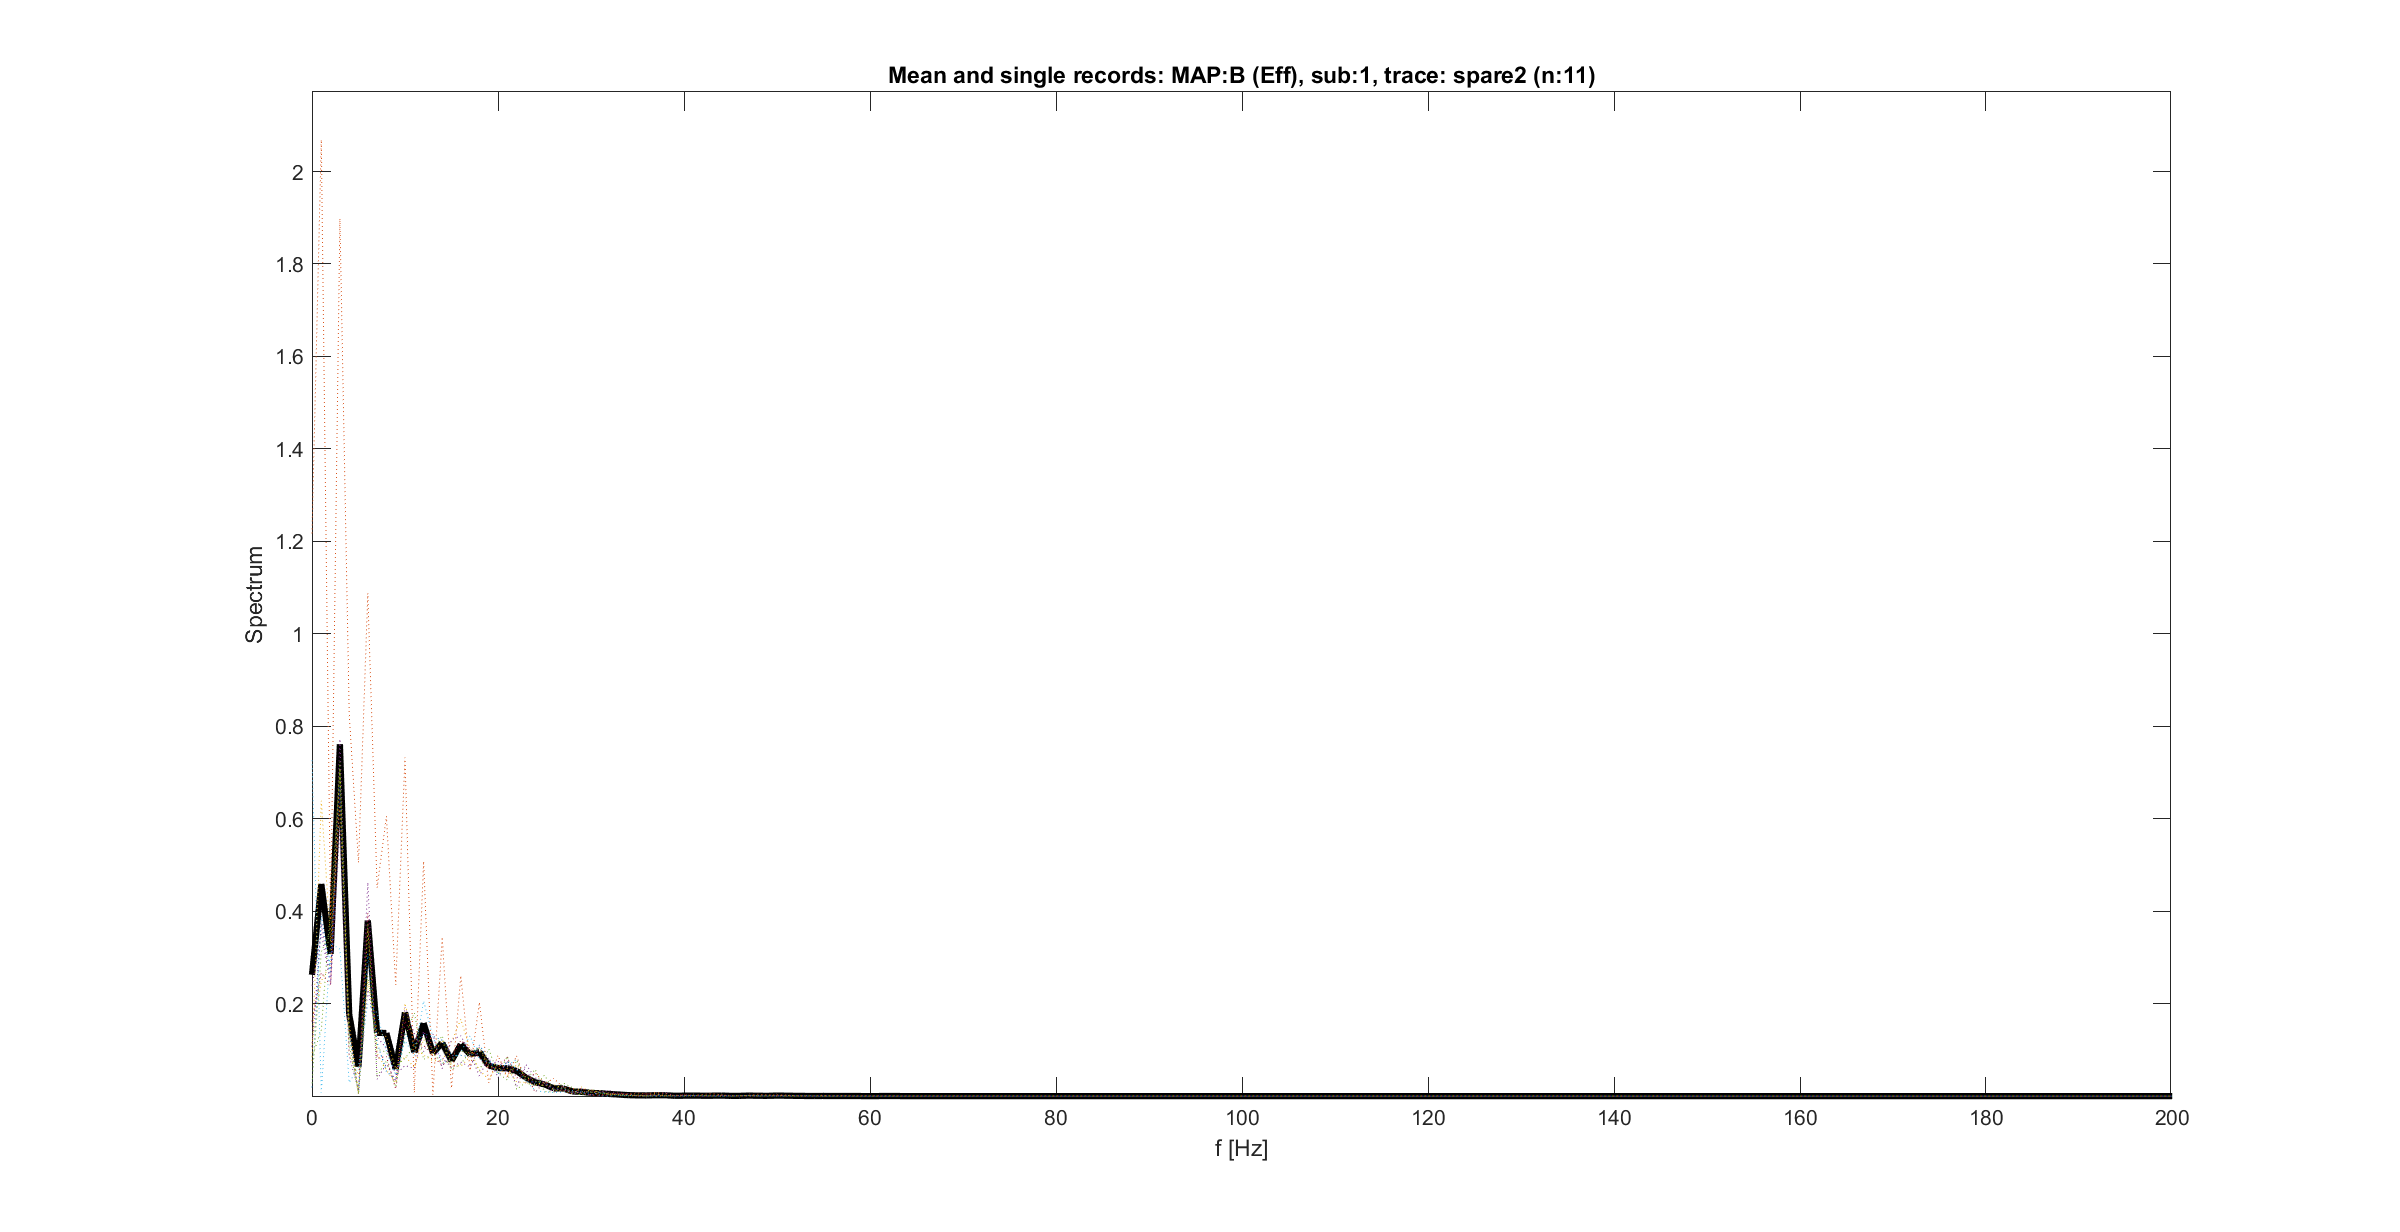 Mean and single records: MAP:B (Eff), sub:1, trace: spare2 (n:11)
2
1.8
1.6
1.4
1.2
1
0.8
0.6
0.4
0.2
Spectrum
0 20 40 60 80 100 120 140 160 180 200
f [Hz]